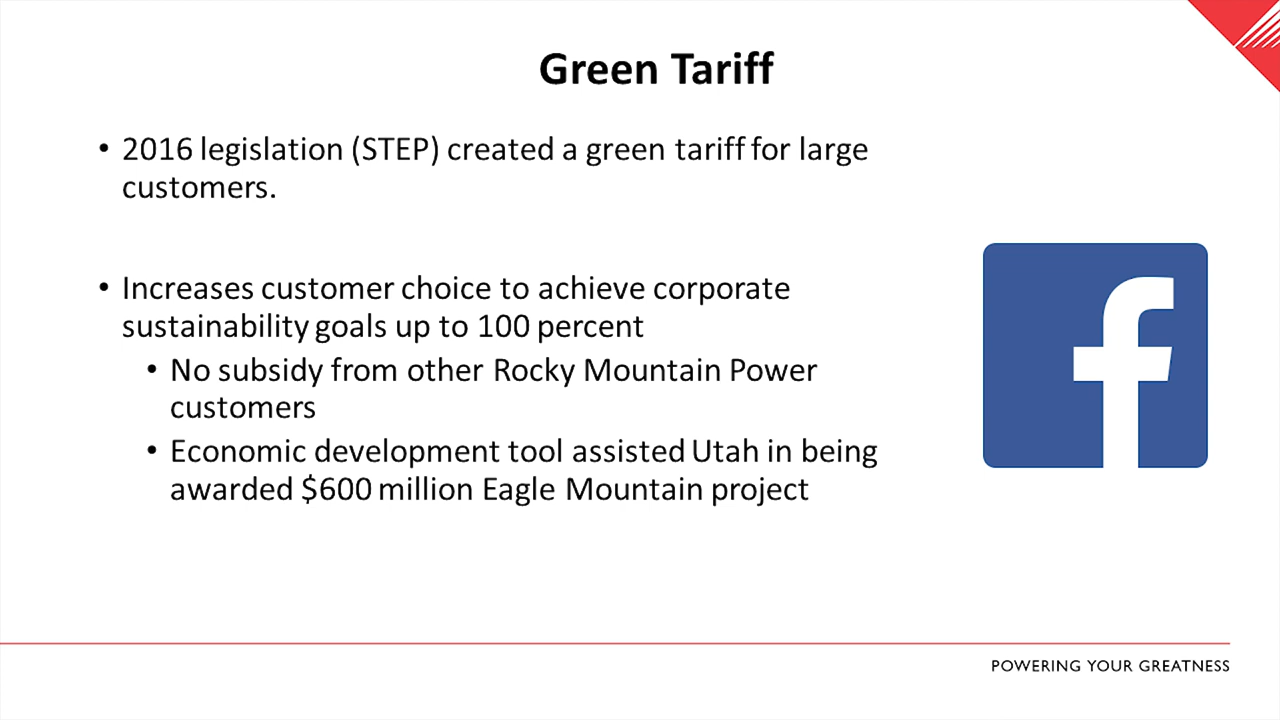 Green Tariff
• 2016 legislation (STEP) created a green tariff for large
customers.
• Increases customer choice to achieve corporate
sustainability goals up to 100 percent
• No subsidy from other Rocky Mountain Power
customers
• Economic development tool assisted Utah in being
awarded $600 million Eagle Mountain project
f
POWERING YOUR GREATNESS